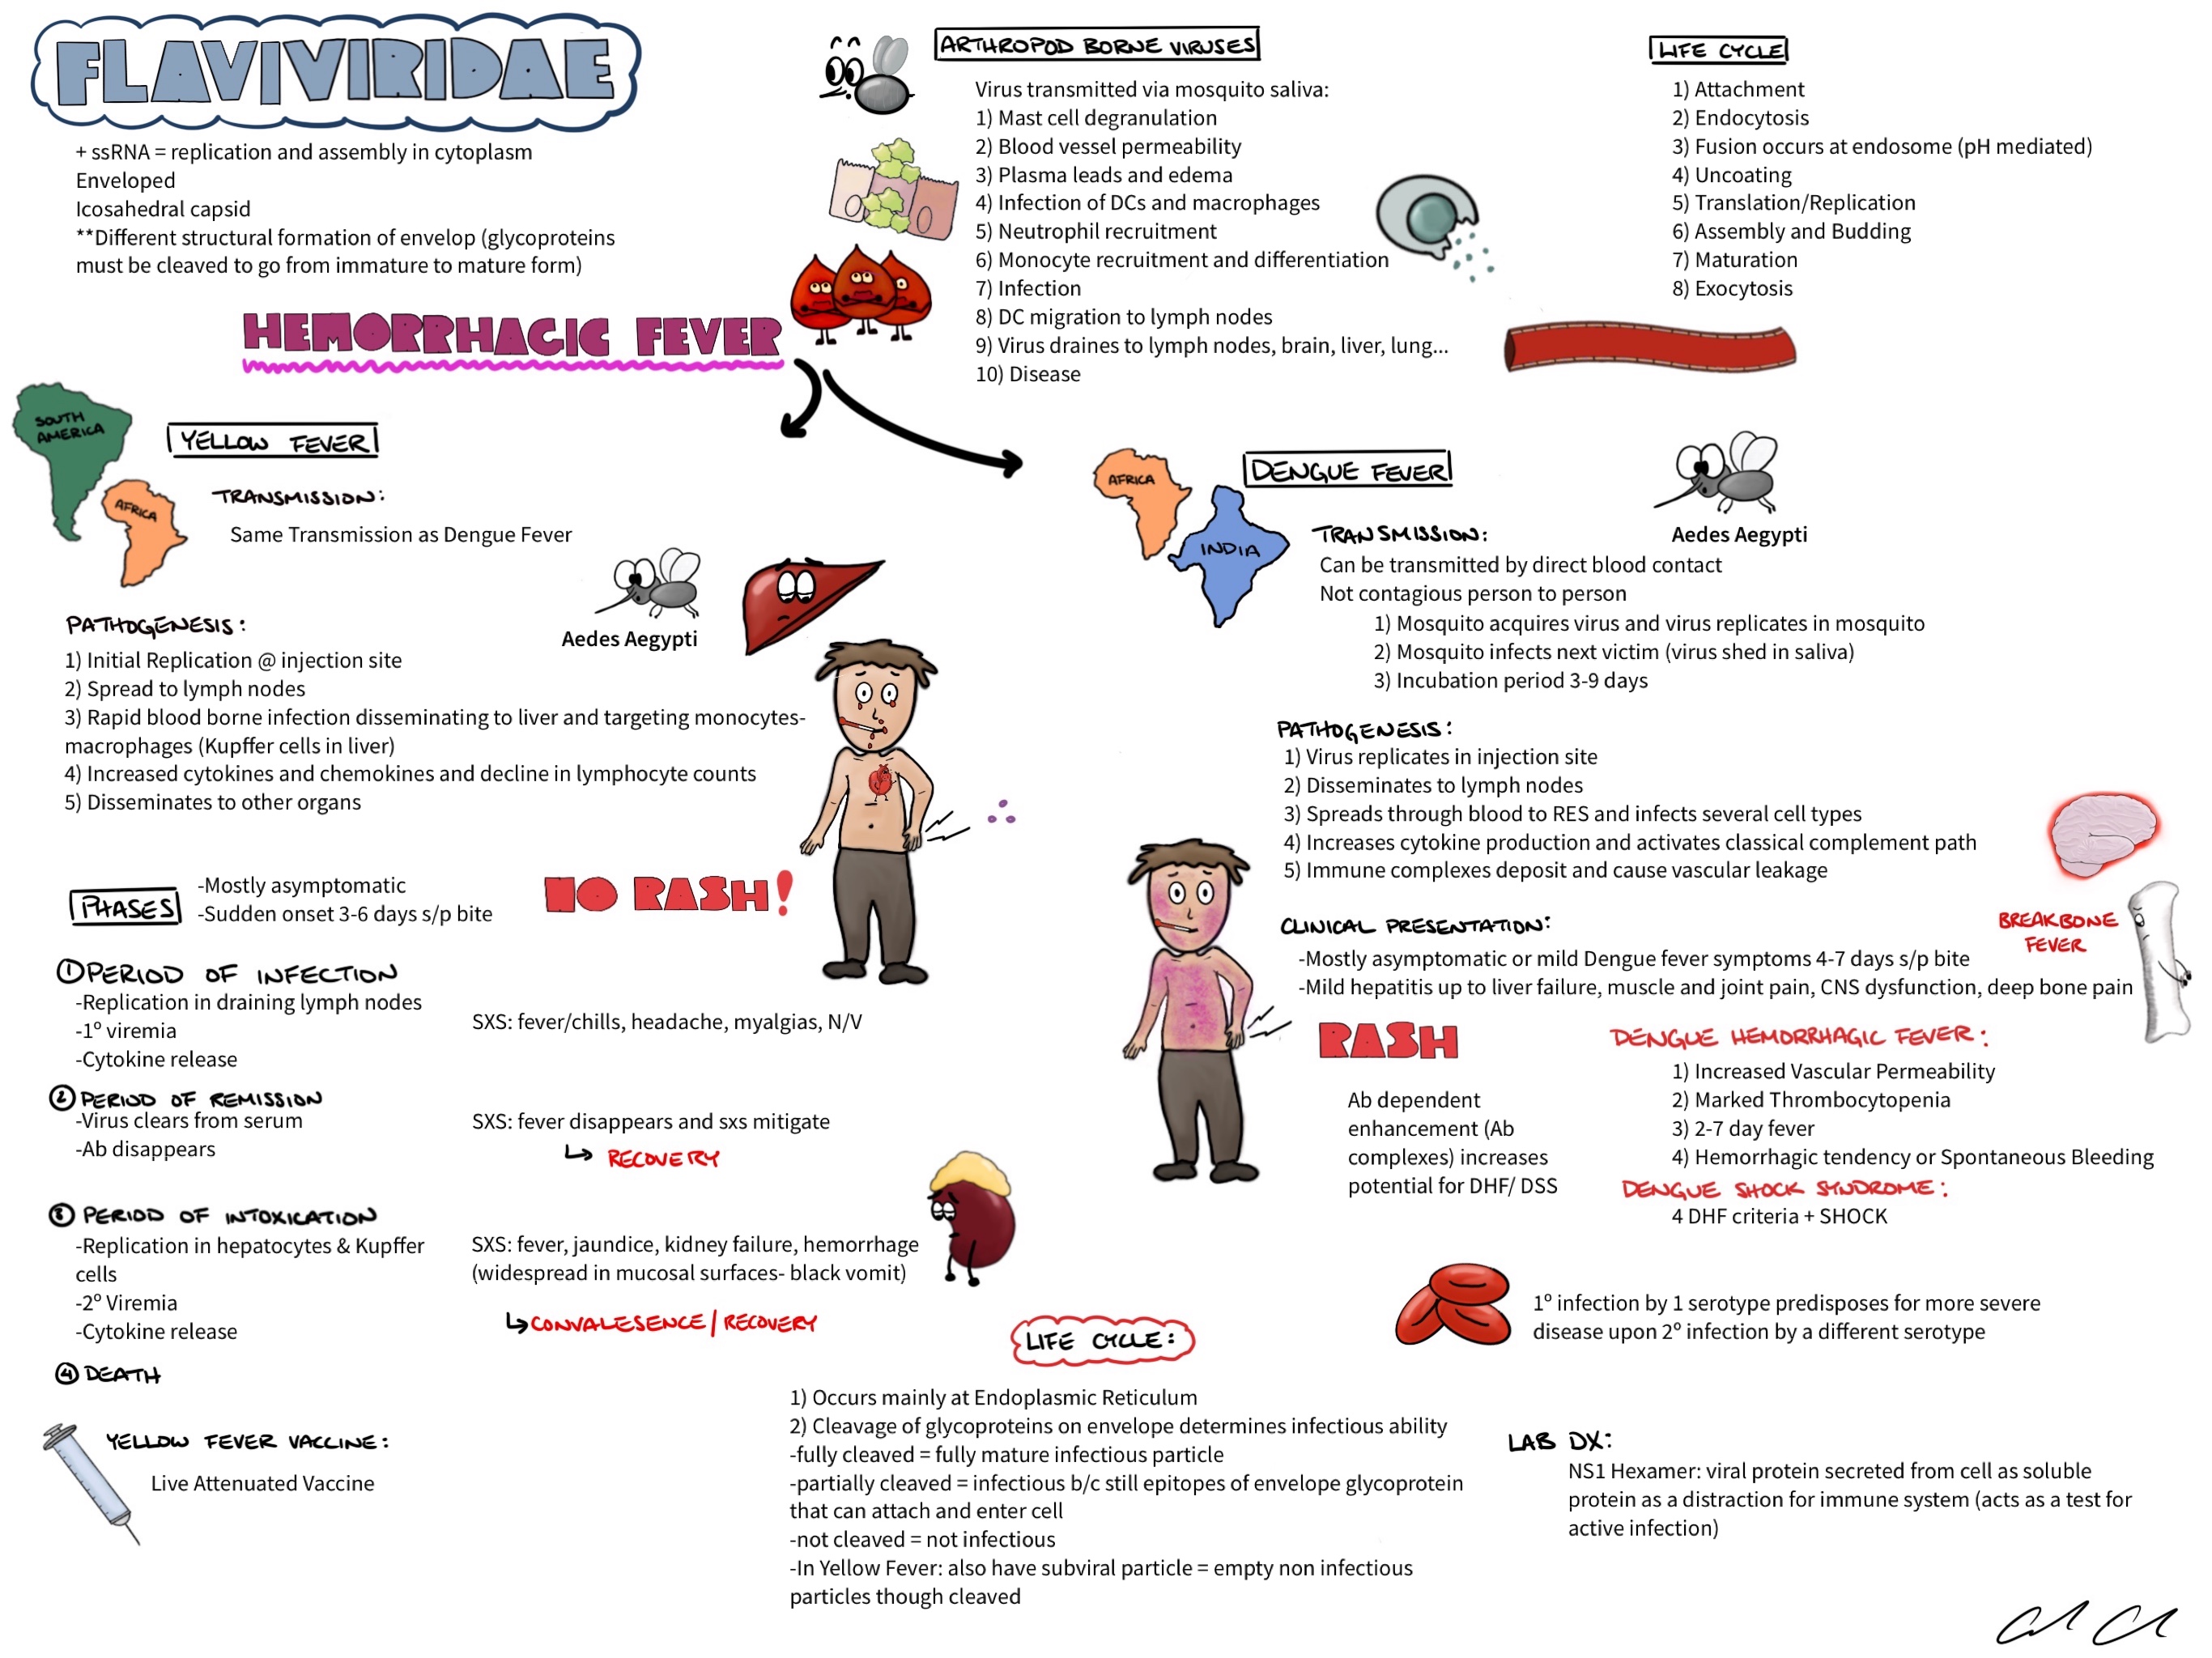 FLAVIVIRIDAE
+ ssRNA = replication and assembly in cytoplasm
Enveloped
Icosahedral capsid
**Different structural formation of envelop (glycoproteins
must be cleaved to go from immature to mature form)
ARTHROPOD BORNE VIRUSES
Virus transmitted via mosquito saliva:
1) Mast cell degranulation
2) Blood vessel permeability
3) Plasma leads and edema
4) Infection of DCs and macrophages
5) Neutrophil recruitment
6) Monocyte recruitment and differentiation
7) Infection
8) DC migration to lymph nodes
9) Virus draines to lymph nodes, brain, liver, lung...
10) Disease
LIFE CYCLE
1) Attachment
2) Endocytosis
3) Fusion occurs at endosome (pH mediated)
4) Uncoating
5) Translation/Replication
6) Assembly and Budding
7) Maturation
8) Exocytosis
HEMORRHAGIC FEVER
SOUTH
AMERICA
AFRICA
YELLOW FEVER
TRANSMISSION:
Same Transmission as Dengue Fever
Aedes Aegypti
PATHOGENESIS:
1) Initial Replication @ injection site
2) Spread to lymph nodes
3) Rapid blood borne infection disseminating to liver and targeting monocytes-
macrophages (Kupffer cells in liver)
4) Increased cytokines and chemokines and decline in lymphocyte counts
5) Disseminates to other organs
PHASES
-Mostly asymptomatic
-Sudden onset 3-6 days s/p bite
NO RASH!
1 PERIOD OF INFECTION
-Replication in draining lymph nodes
-1º viremia
-Cytokine release
SXS: fever/chills, headache, myalgias, N/V
2 PERIOD OF REMISSION
-Virus clears from serum
-Ab disappears
SXS: fever disappears and sxs mitigate
↳ RECOVERY
3 PERIOD OF INTOXICATION
-Replication in hepatocytes & Kupffer
cells
-2º Viremia
-Cytokine release
SXS: fever, jaundice, kidney failure, hemorrhage
(widespread in mucosal surfaces- black vomit)
↳ CONVALESENCE / RECOVERY
4 DEATH
YELLOW FEVER VACCINE:
Live Attenuated Vaccine
AFRICA
INDIA
DENGUE FEVER
Aedes Aegypti
TRANSMISSION:
Can be transmitted by direct blood contact
Not contagious person to person
1) Mosquito acquires virus and virus replicates in mosquito
2) Mosquito infects next victim (virus shed in saliva)
3) Incubation period 3-9 days
PATHOGENESIS:
1) Virus replicates in injection site
2) Disseminates to lymph nodes
3) Spreads through blood to RES and infects several cell types
4) Increases cytokine production and activates classical complement path
5) Immune complexes deposit and cause vascular leakage
CLINICAL PRESENTATION:
-Mostly asymptomatic or mild Dengue fever symptoms 4-7 days s/p bite
-Mild hepatitis up to liver failure, muscle and joint pain, CNS dysfunction, deep bone pain
BREAKBONE
FEVER
RASH
Ab dependent
enhancement (Ab
complexes) increases
potential for DHF/ DSS
DENGUE HEMORRHAGIC FEVER:
1) Increased Vascular Permeability
2) Marked Thrombocytopenia
3) 2-7 day fever
4) Hemorrhagic tendency or Spontaneous Bleeding
DENGUE SHOCK SYNDROME:
4 DHF criteria + SHOCK
1º infection by 1 serotype predisposes for more severe
disease upon 2º infection by a different serotype
LIFE CYCLE:
1) Occurs mainly at Endoplasmic Reticulum
2) Cleavage of glycoproteins on envelope determines infectious ability
-fully cleaved = fully mature infectious particle
-partially cleaved = infectious b/c still epitopes of envelope glycoprotein
that can attach and enter cell
-not cleaved = not infectious
-In Yellow Fever: also have subviral particle = empty non infectious
particles though cleaved
LAB DX:
NS1 Hexamer: viral protein secreted from cell as soluble
protein as a distraction for immune system (acts as a test for
active infection)